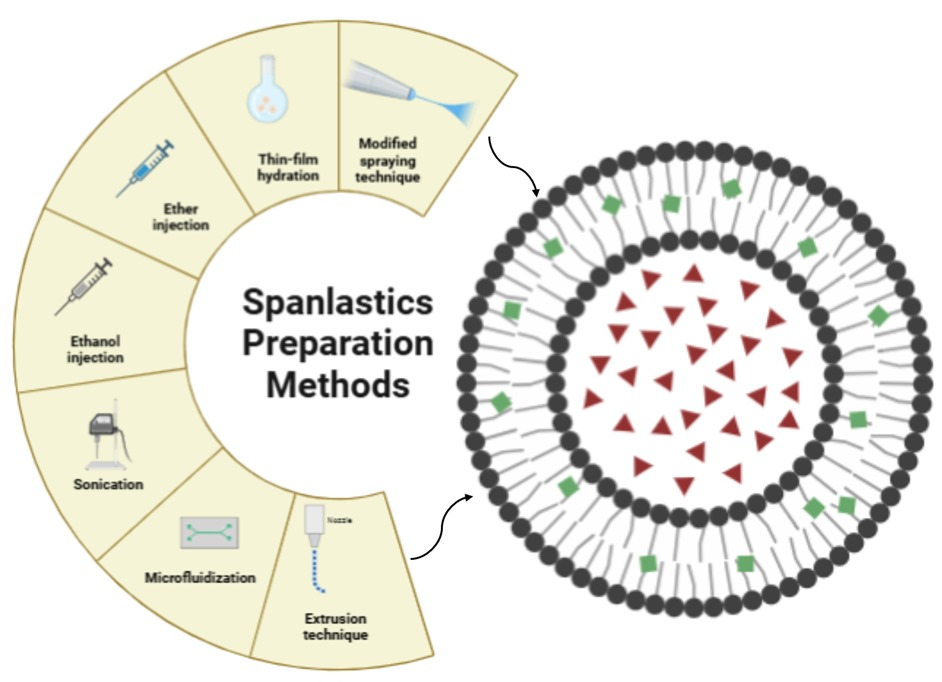 Modified
spraying
technique
Thin-film
hydration
Ether
injection
Ethanol
injection
Sonication
Microfluidization
Nozzle
Extrusion
technique
Spanlastics
Preparation
Methods